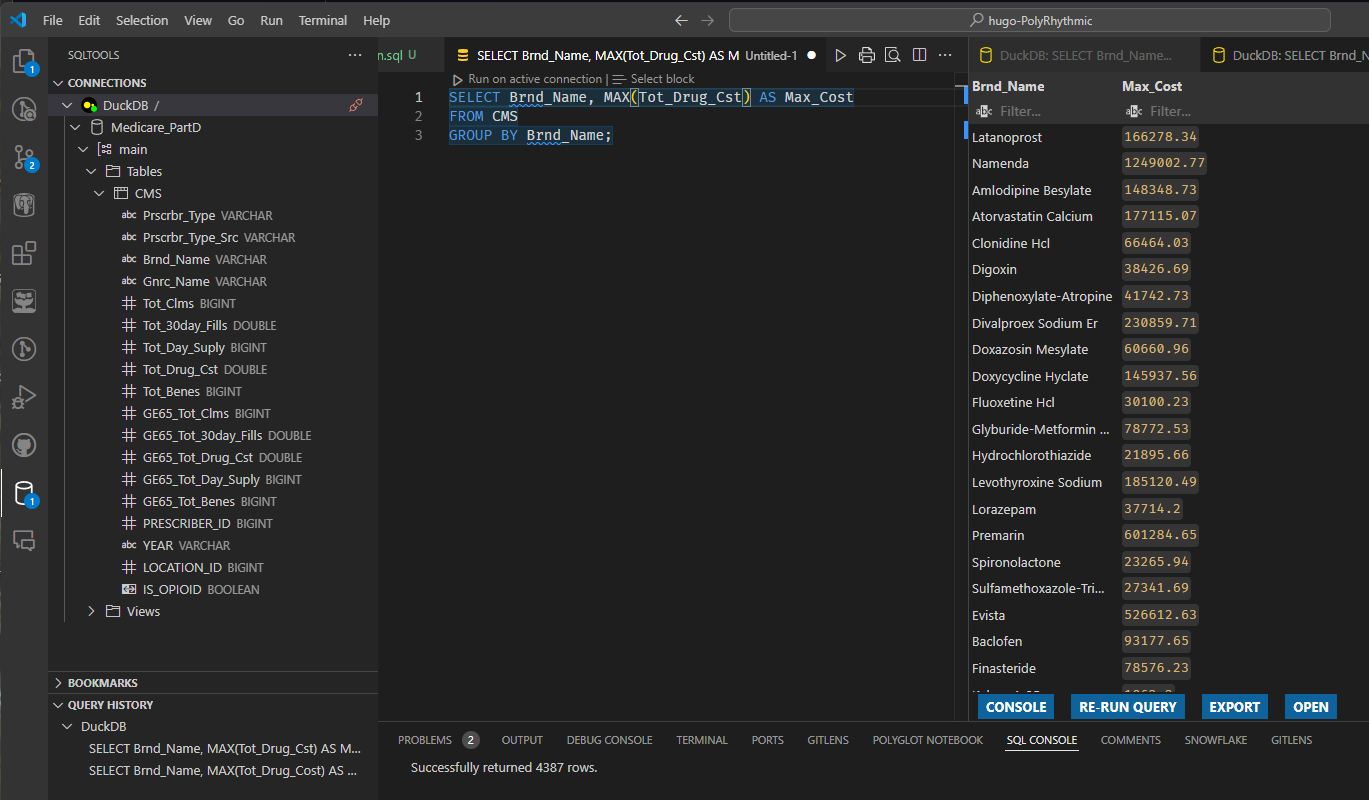 File Edit Selection View Go Run Terminal Help
hugo-PolyRhythmic
SQLTOOLS
n.sql U
SELECT Brnd_Name, MAX(Tot_Drug_Cst) AS M Untitled-1
DuckDB: SELECT Brnd_Name...
DuckDB: SELECT Brnd_N
CONNECTIONS
DuckDB /
Medicare_PartD
main
Tables
CMS
abc Prscrbr_Type VARCHAR
abc Prscrbr_Type_Src VARCHAR
abc Brnd_Name VARCHAR
abc Gnrc_Name VARCHAR
Tot_Clms BIGINT
Tot_30day_Fills DOUBLE
Tot_Day_Suply BIGINT
Tot_Drug_Cst DOUBLE
Tot_Benes BIGINT
GE65_Tot_Clms BIGINT
GE65_Tot_30day_Fills DOUBLE
GE65_Tot_Drug_Cst DOUBLE
GE65_Tot_Day_Suply BIGINT
GE65_Tot_Benes BIGINT
PRESCRIBER_ID BIGINT
abc YEAR VARCHAR
LOCATION_ID BIGINT
IS_OPIOID BOOLEAN
Views
BOOKMARKS
QUERY HISTORY
DuckDB
SELECT Brnd_Name, MAX(Tot_Drug_Cst) AS M...
SELECT Brnd_Name, MAX(Tot_Drug_Cost) AS ...
1
2
1
Run on active connection | Select block
1 SELECT Brnd_Name, MAX(Tot_Drug_Cst) AS Max_Cost
2 FROM CMS
3 GROUP BY Brnd_Name;
Brnd_Name Max_Cost
Filter... Filter...
Latanoprost 166278.34
Namenda 1249002.77
Amlodipine Besylate 148348.73
Atorvastatin Calcium 177115.07
Clonidine Hcl 66464.03
Digoxin 38426.69
Diphenoxylate-Atropine 41742.73
Divalproex Sodium Er 230859.71
Doxazosin Mesylate 60660.96
Doxycycline Hyclate 145937.56
Fluoxetine Hcl 30100.23
Glyburide-Metformin ... 78772.53
Hydrochlorothiazide 21895.66
Levothyroxine Sodium 185120.49
Lorazepam 37714.2
Premarin 601284.65
Spironolactone 23265.94
Sulfamethoxazole-Tri... 27341.69
Evista 526612.63
Baclofen 93177.65
Finasteride 78576.23
CONSOLE RE-RUN QUERY EXPORT OPEN
PROBLEMS 2 OUTPUT DEBUG CONSOLE TERMINAL PORTS GITLENS POLYGLOT NOTEBOOK SQL CONSOLE COMMENTS SNOWFLAKE GITLENS
Successfully returned 4387 rows.